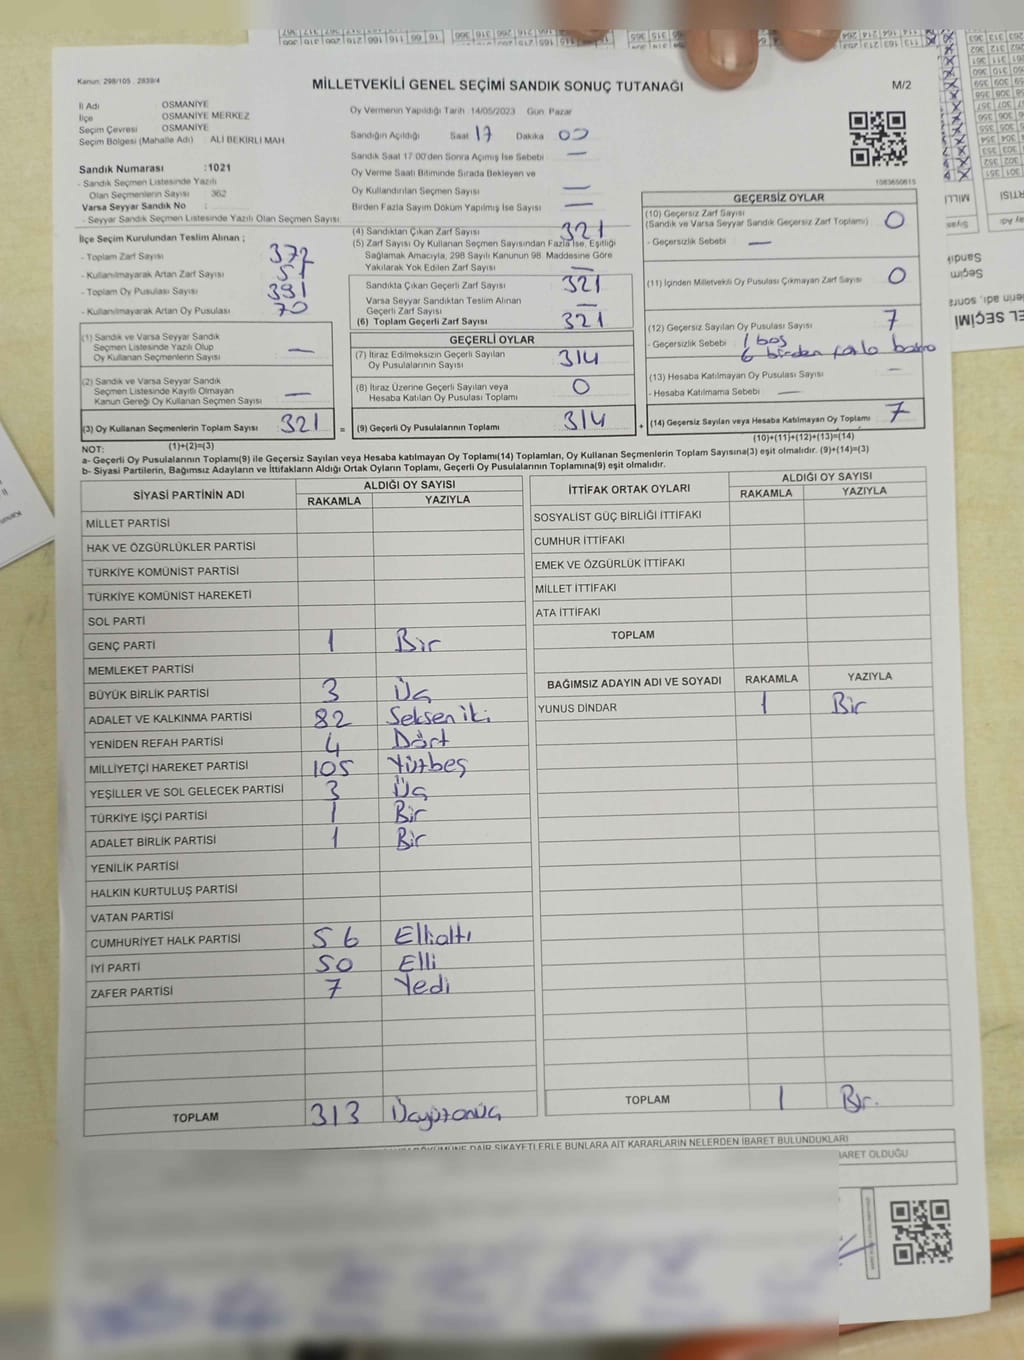 Kanun: 298/105 , 2839/4
MİLLETVEKİLİ GENEL SEÇİMİ SANDIK SONUÇ TUTANAĞI
M/2
İl Adı : OSMANİYE
İlçe : OSMANİYE MERKEZ
Seçim Çevresi : OSMANİYE
Seçim Bölgesi (Mahalle Adı) : ALİ BEKİRLİ MAH
Sandık Numarası :1021
- Sandık Seçmen Listesinde Yazılı
Olan Seçmenlerin Sayısı : 362
Varsa Seyyar Sandık No :
- Seyyar Sandık Seçmen Listesinde Yazılı Olan Seçmen Sayısı:
Oy Vermenin Yapıldığı Tarih 14/05/2023 Gün Pazar
Sandığın Açıldığı Saat 17 Dakika 00
Sandık Saat 17:00'den Sonra Açımış İse Sebebi —
Oy Verme Saati Bitiminde Sırada Bekleyen ve
Oy Kullandırılan Seçmen Sayısı —
Birden Fazla Sayım Döküm Yapılmış İse Sayısı —
1083650615
İlçe Seçim Kurulundan Teslim Alınan ;
- Toplam Zarf Sayısı 372
- Kullanılmayarak Artan Zarf Sayısı 51
- Toplam Oy Pusulası Sayısı 391
- Kullanılmayarak Artan Oy Pusulası 70
(1) Sandık ve Varsa Seyyar Sandık
Seçmen Listesinde Yazılı Olup
Oy Kullanan Seçmenlerin Sayısı —
(2) Sandık ve Varsa Seyyar Sandık
Seçmen Listesinde Kayıtlı Olmayan
Kanun Gereği Oy Kullanan Seçmen Sayısı —
(3) Oy Kullanan Seçmenlerin Toplam Sayısı 321
(1)+(2)=(3)
(4) Sandıktan Çıkan Zarf Sayısı 321
(5) Zarf Sayısı Oy Kullanan Seçmen Sayısından Fazla İse, Eşitliği
Sağlamak Amacıyla, 298 Sayılı Kanunun 98. Maddesine Göre
Yakılarak Yok Edilen Zarf Sayısı —
Sandıkta Çıkan Geçerli Zarf Sayısı 321
Varsa Seyyar Sandıktan Teslim Alınan
Geçerli Zarf Sayısı —
(6) Toplam Geçerli Zarf Sayısı 321
GEÇERLİ OYLAR
(7) İtiraz Edilmeksizin Geçerli Sayılan
Oy Pusulalarının Sayısı 314
(8) İtiraz Üzerine Geçerli Sayılan veya
Hesaba Katılan Oy Pusulası Toplamı 0
= (9) Geçerli Oy Pusulalarının Toplamı 314 +
GEÇERSİZ OYLAR
(10) Geçersiz Zarf Sayısı
(Sandık ve Varsa Seyyar Sandık Geçersiz Zarf Toplamı) 0
- Geçersizlik Sebebi —
(11) İçinden Milletvekili Oy Pusulası Çıkmayan Zarf Sayısı 0
(12) Geçersiz Sayılan Oy Pusulası Sayısı 7
- Geçersizlik Sebebi 1 boş
6 birden fazla
(13) Hesaba Katılmayan Oy Pusulası Sayısı —
- Hesaba Katılmama Sebebi —
(14) Geçersiz Sayılan veya Hesaba Katılmayan Oy Toplamı 7
(10)+(11)+(12)+(13)=(14)
NOT:
a- Geçerli Oy Pusulalarının Toplamı(9) ile Geçersiz Sayılan veya Hesaba katılmayan Oy Toplamı(14) Toplamları, Oy Kullanan Seçmenlerin Toplam Sayısına(3) eşit olmalıdır. (9)+(14)=(3)
b- Siyasi Partilerin, Bağımsız Adayların ve İttifakların Aldığı Ortak Oyların Toplamı, Geçerli Oy Pusulalarının Toplamına(9) eşit olmalıdır.
SİYASİ PARTİNİN ADI ALDIĞI OY SAYISI
RAKAMLA YAZIYLA
MİLLET PARTİSİ
HAK VE ÖZGÜRLÜKLER PARTİSİ
TÜRKİYE KOMÜNİST PARTİSİ
TÜRKİYE KOMÜNİST HAREKETİ
SOL PARTİ
GENÇ PARTİ 1 Bir
MEMLEKET PARTİSİ
BÜYÜK BİRLİK PARTİSİ 3 Üç
ADALET VE KALKINMA PARTİSİ 82 Seksen iki
YENİDEN REFAH PARTİSİ 4 Dört
MİLLİYETÇİ HAREKET PARTİSİ 105 Yüzbeş
YEŞİLLER VE SOL GELECEK PARTİSİ 3 Üç
TÜRKİYE İŞÇİ PARTİSİ 1 Bir
ADALET BİRLİK PARTİSİ 1 Bir
YENİLİK PARTİSİ
HALKIN KURTULUŞ PARTİSİ
VATAN PARTİSİ
CUMHURİYET HALK PARTİSİ 56 Ellialtı
İYİ PARTİ 50 Elli
ZAFER PARTİSİ 7 Yedi
TOPLAM 313 Üçyüzonüç
İTTİFAK ORTAK OYLARI ALDIĞI OY SAYISI
RAKAMLA YAZIYLA
SOSYALİST GÜÇ BİRLİĞİ İTTİFAKI
CUMHUR İTTİFAKI
EMEK VE ÖZGÜRLÜK İTTİFAKI
MİLLET İTTİFAKI
ATA İTTİFAKI
TOPLAM
BAĞIMSIZ ADAYIN ADI VE SOYADI RAKAMLA YAZIYLA
YUNUS DİNDAR 1 Bir
TOPLAM 1 Bir.
DAİR ŞİKAYETLERLE BUNLARA AİT KARARLARIN NELERDEN İBARET BULUNDUKLARI
İBARET OLDUĞU